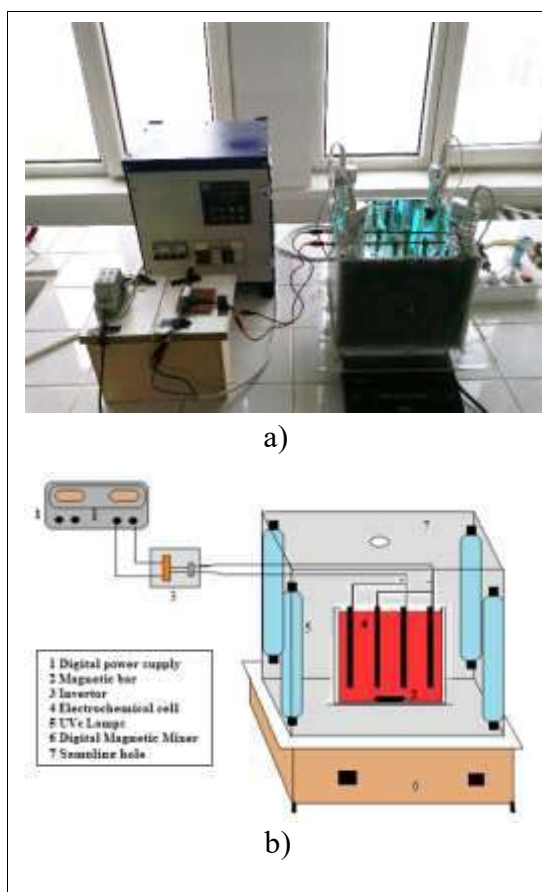 a)
1
3
7
4
5
2
6
1 Digital power supply
2 Magnetic bar
3 Invertor
4 Electrochemical cell
5 UVc Lamps
6 Digital Magnetic Mixer
7 Sampling hole
b)